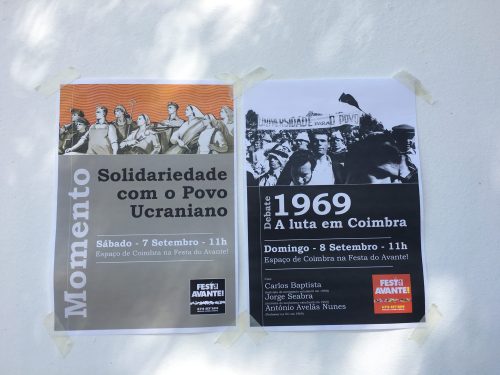 Momento
Solidariedade
com o Povo
Ucraniano
Sábado - 7 Setembro - 11h
Espaço de Coimbra na Festa do Avante!
FESTA
DO
AVANTE!
UNIVERSIDADE
O POVO
Debate
1969
A luta em Coimbra
Domingo - 8 Setembro - 11h
Espaço de Coimbra na Festa do Avante!
Carlos Baptista
Jorge Seabra
António Avelãs Nunes
FESTA
DO
AVANTE!